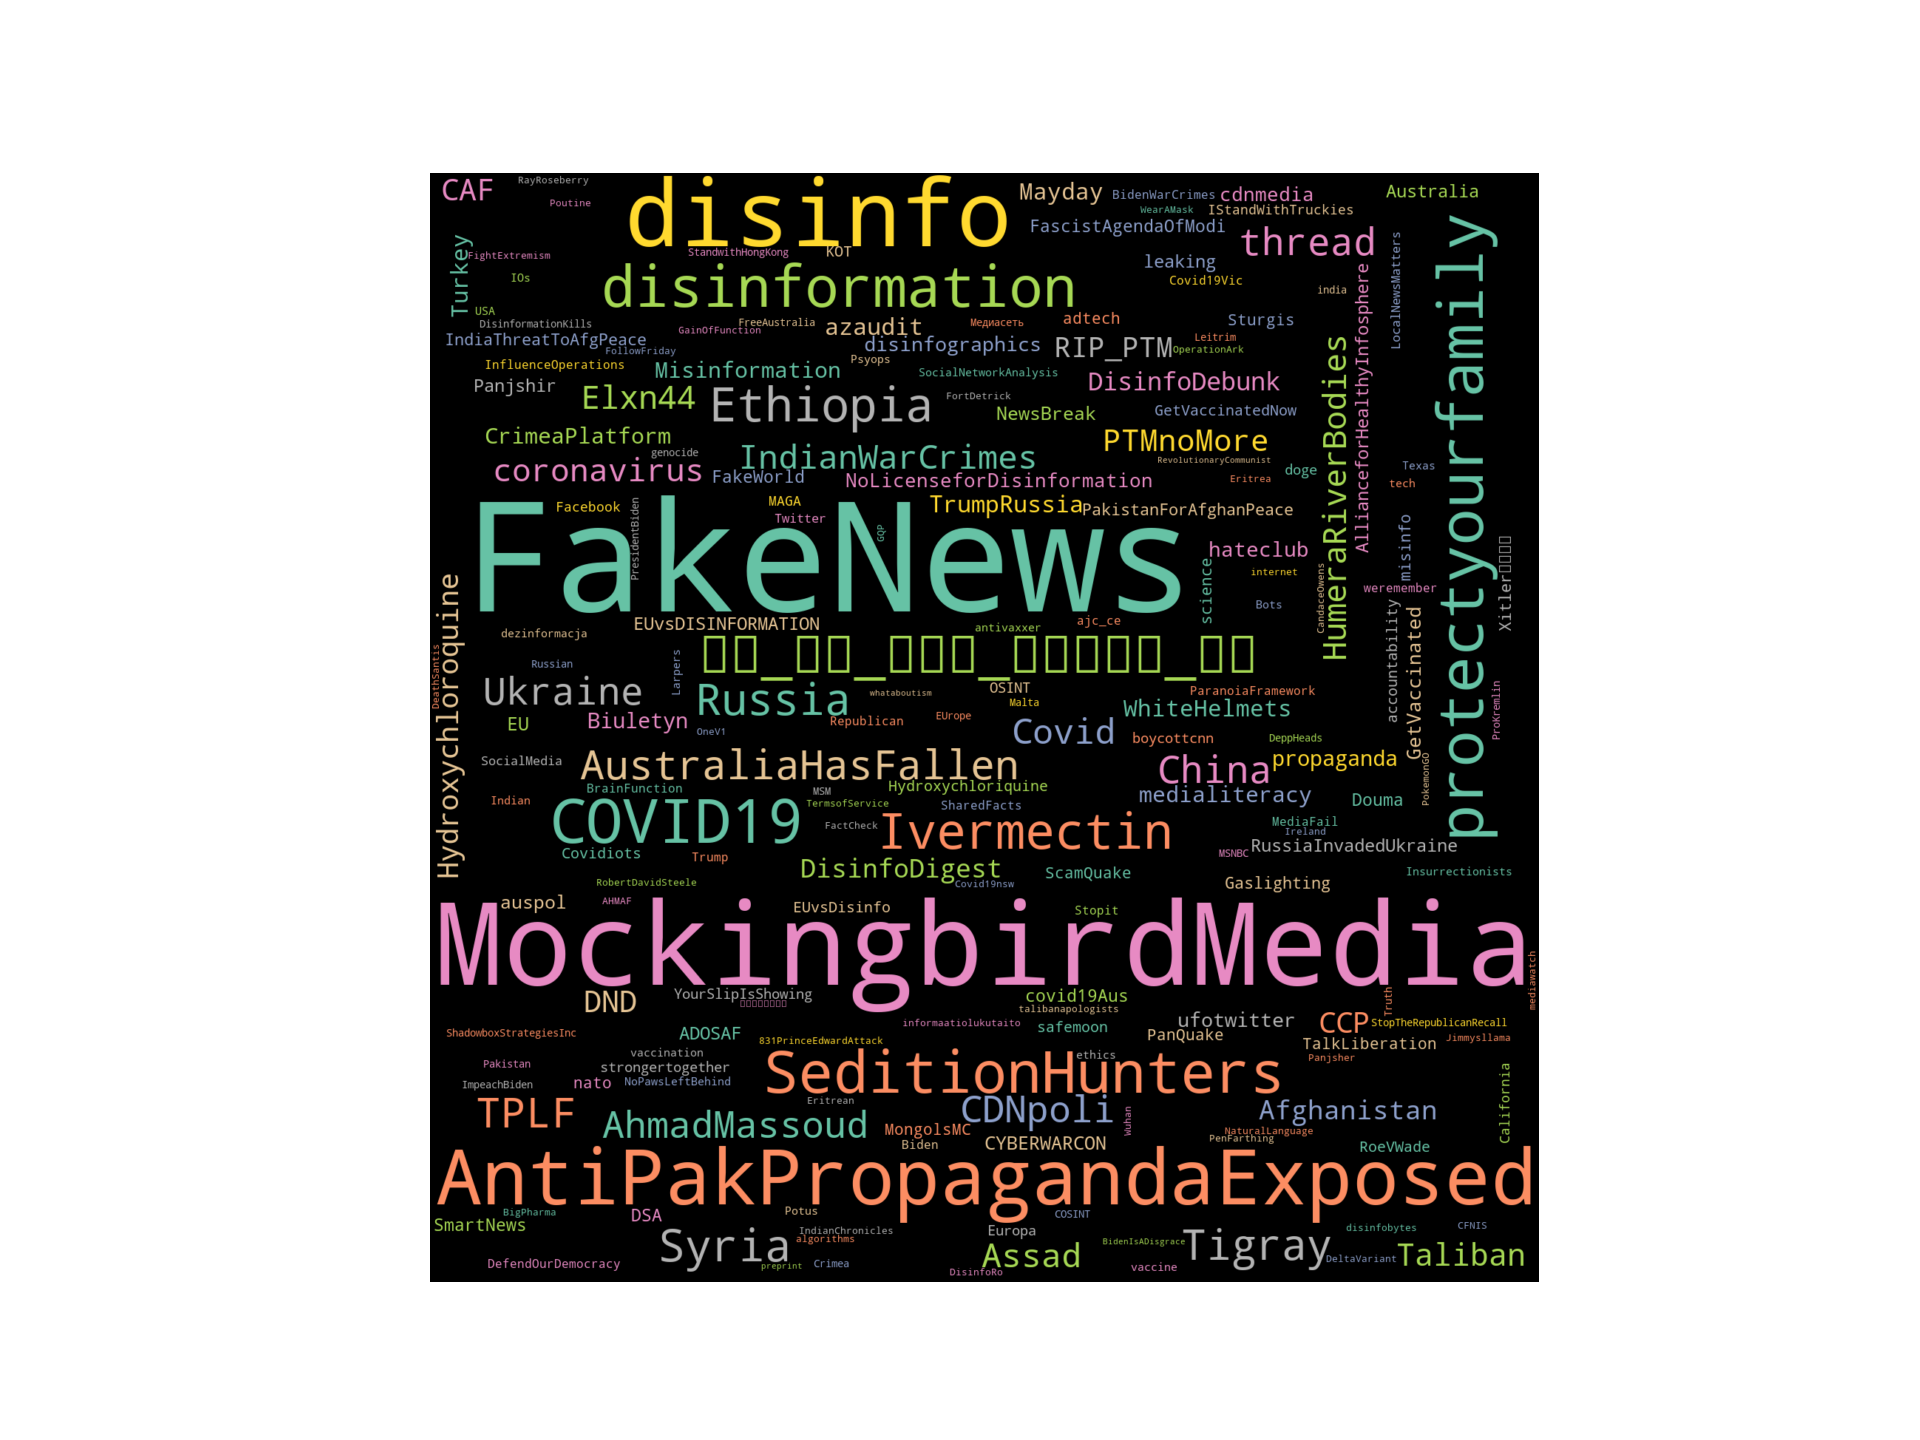 CAF
RayRoseberry
Poutine
disinfo
Mayday
BidenWarCrimes
cdnmedia
Australia
WearAMask
IStandWithTruckies
FascistAgendaOfModi
thread
Turkey
FightExtremism
StandwithHongKong
KOT
leaking
IOs
disinformation
Covid19Vic
india
AllianceforHealthyInfosphere
LocalNewsMatters
protectyourfamily
USA
DisinformationKills
GainOfFunction
FreeAustralia
azaudit
Медиасеть
adtech
Sturgis
IndiaThreatToAfgPeace
FollowFriday
disinfographics
RIP_PTM
Leitrim
OperationArk
InfluenceOperations
Misinformation
Psyops
SocialNetworkAnalysis
DisinfoDebunk
Panjshir
Elxn44
Ethiopia
FortDetrick
NewsBreak
GetVaccinatedNow
HumeraRiverBodies
CrimeaPlatform
genocide
IndianWarCrimes
PTMnoMore
RevolutionaryCommunist
coronavirus
FakeWorld
NoLicenseforDisinformation
doge
Eritrea
Texas
tech
Facebook
PresidentBiden
MAGA
Twitter
GQP
TrumpRussia
PakistanForAfghanPeace
FakeNews
hateclub
science
internet
Bots
CandaceOwens
misinfo
weremember
Xitler
Hydroxychloroquine
EUvsDISINFORMATION
dezinformacja
antivaxxer
ajc_ce
accountability
GetVaccinated
DeathSantis
Russian
Larpers
Ukraine
Russia
whataboutism
OSINT
Malta
ParanoiaFramework
WhiteHelmets
ProKremlin
EU
Biuletyn
OneV1
Republican
EUrope
Covid
boycottcnn
DeppHeads
SocialMedia
AustraliaHasFallen
China
propaganda
PokemonGO
BrainFunction
MSM
Hydroxychloriquine
medialiteracy
Douma
Indian
COVID19
TermsofService
SharedFacts
FactCheck
Ivermectin
MediaFail
Ireland
Covidiots
Trump
MSNBC
RussiaInvadedUkraine
DisinfoDigest
ScamQuake
Insurrectionists
RobertDavidSteele
Covid19nsw
Gaslighting
auspol
AHMAF
EUvsDisinfo
Stopit
MockingbirdMedia
mediawatch
DND
YourSlipIsShowing
covid19Aus
Truth
talibanapologists
ShadowboxStrategiesInc
ADOSAF
informaatiolukutaito
safemoon
ufotwitter
CCP
StopTheRepublicanRecall
831PrinceEdwardAttack
PanQuake
TalkLiberation
Jimmysllama
vaccination
ethics
Panjsher
Pakistan
strongertogether
SeditionHunters
ImpeachBiden
nato
NoPawsLeftBehind
California
TPLF
Eritrean
CDNpoli
Wuhan
Afghanistan
AhmadMassoud
MongolsMC
Biden
CYBERWARCON
NaturalLanguage
PenFarthing
RoeVWade
AntiPakPropagandaExposed
BigPharma
SmartNews
DSA
Potus
COSINT
IndianChronicles
algorithms
Europa
disinfobytes
CFNIS
DefendOurDemocracy
Syria
preprint
Crimea
Assad
DisinfoRo
BidenIsADisgrace
vaccine
Tigray
DeltaVariant
Taliban